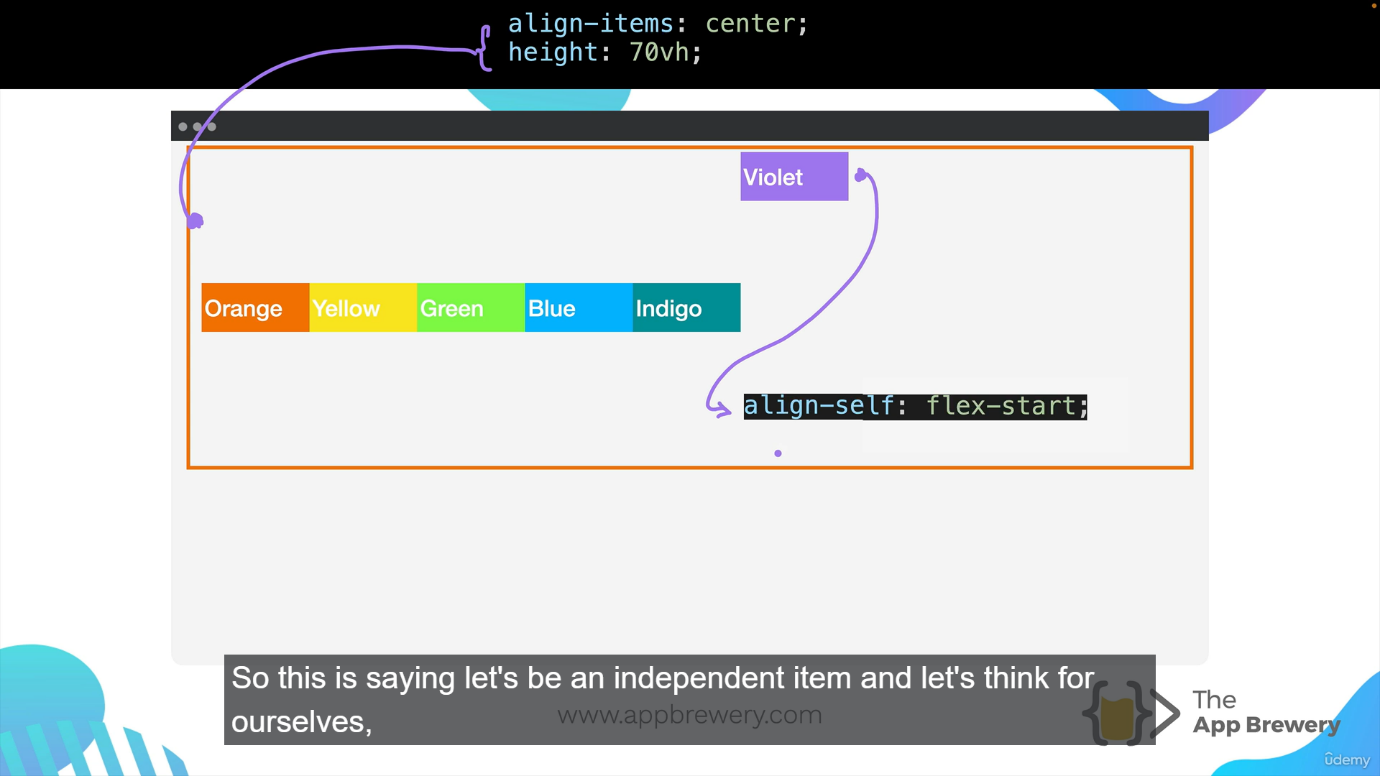 align-items: center;
height: 70vh;
Violet
Orange Yellow Green Blue Indigo
align-self: flex-start;
So this is saying let's be an independent item and let's think for
ourselves,
www.appbrewery.com
The
App Brewery
ûdemy